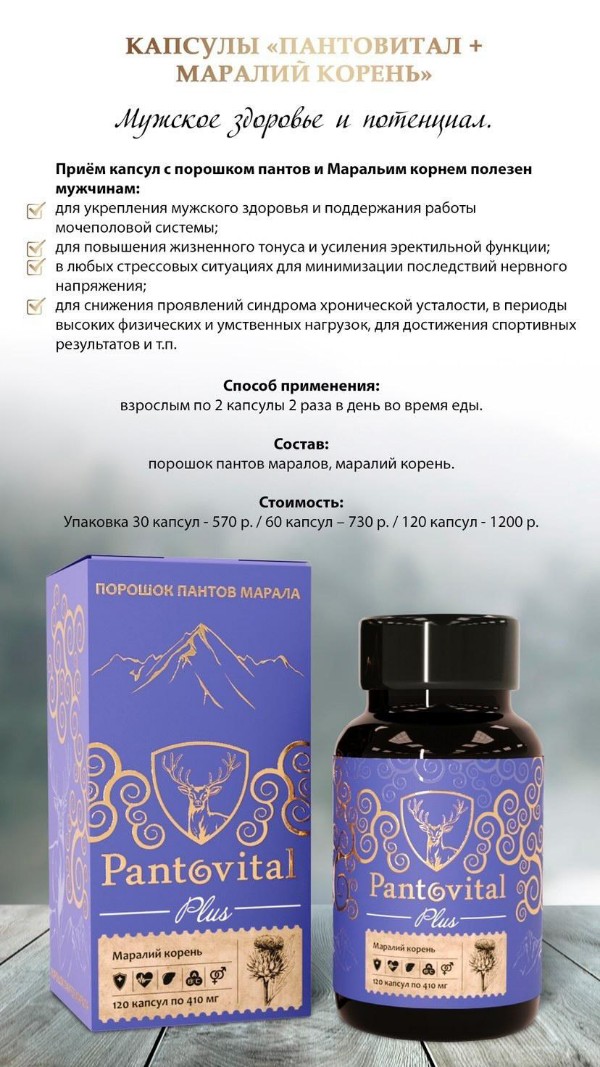 КАПСУЛЫ «ПАНТОВИТАЛ +
МАРАЛИЙ КОРЕНЬ»
Мужское здоровье и потенциал.
Приём капсул с порошком пантов и Маральим корнем полезен
мужчинам:
для укрепления мужского здоровья и поддержания работы
мочеполовой системы;
для повышения жизненного тонуса и усиления эректильной функции;
в любых стрессовых ситуациях для минимизации последствий нервного
напряжения;
для снижения проявлений синдрома хронической усталости, в периоды
высоких физических и умственных нагрузок, для достижения спортивных
результатов и т.п.
Способ применения:
взрослым по 2 капсулы 2 раза в день во время еды.
Состав:
порошок пантов маралов, маралий корень.
Стоимость:
Упаковка 30 капсул - 570 р. / 60 капсул – 730 р. / 120 капсул - 1200 р.
ПОРОШОК ПАНТОВ МАРАЛА
Pantovital
Plus
Маралий корень
120 капсул по 410 мг
Pantovital
Plus
Маралий корень
120 капсул по 410 мг